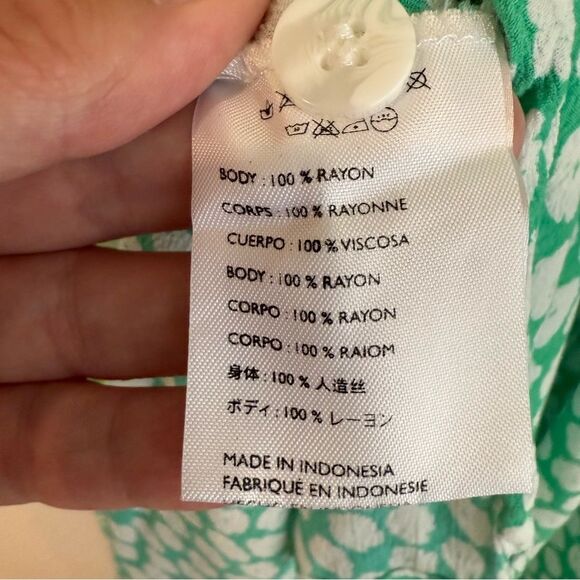 BODY : 100 % RAYON
CORPS : 100 % RAYONNE
CUERPO : 100 % VISCOSA
BODY : 100 % RAYON
CORPO : 100 % RAYON
CORPO : 100 % RAIOM
身体 : 100 % 人造丝
ボディ : 100 % レーヨン
MADE IN INDONESIA
FABRIQUE EN INDONESIE